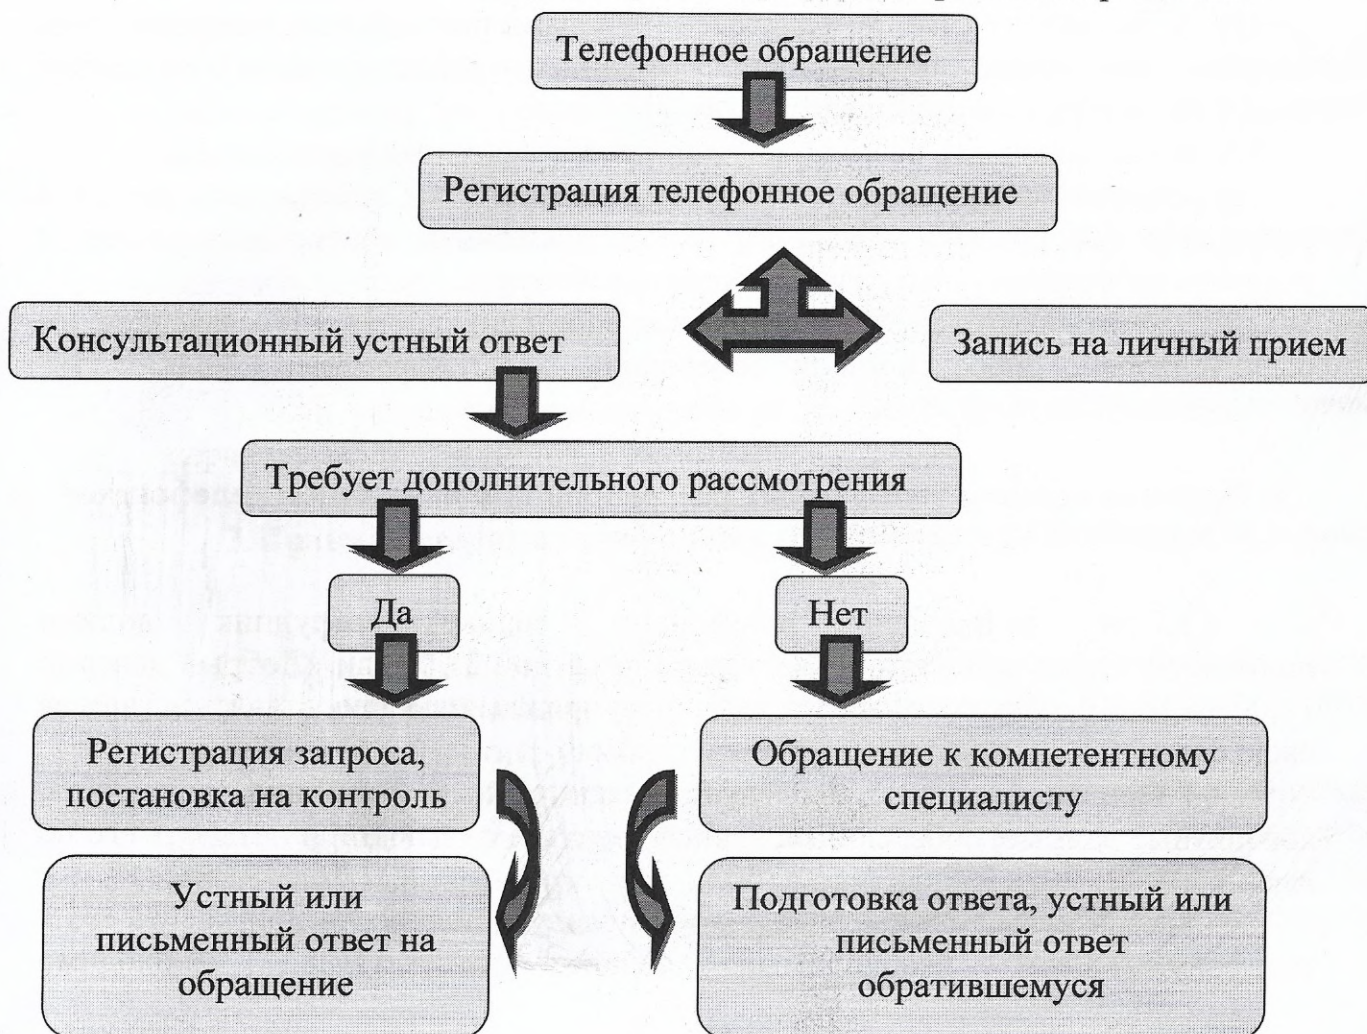 Телефонное обращение
Регистрация телефонное обращение
Консультационный устный ответ
Запись на личный прием
Требует дополнительного рассмотрения
Да
Нет
Регистрация запроса,
постановка на контроль
Обращение к компетентному
специалисту
Устный или
письменный ответ на
обращение
Подготовка ответа, устный или
письменный ответ
обратившемуся